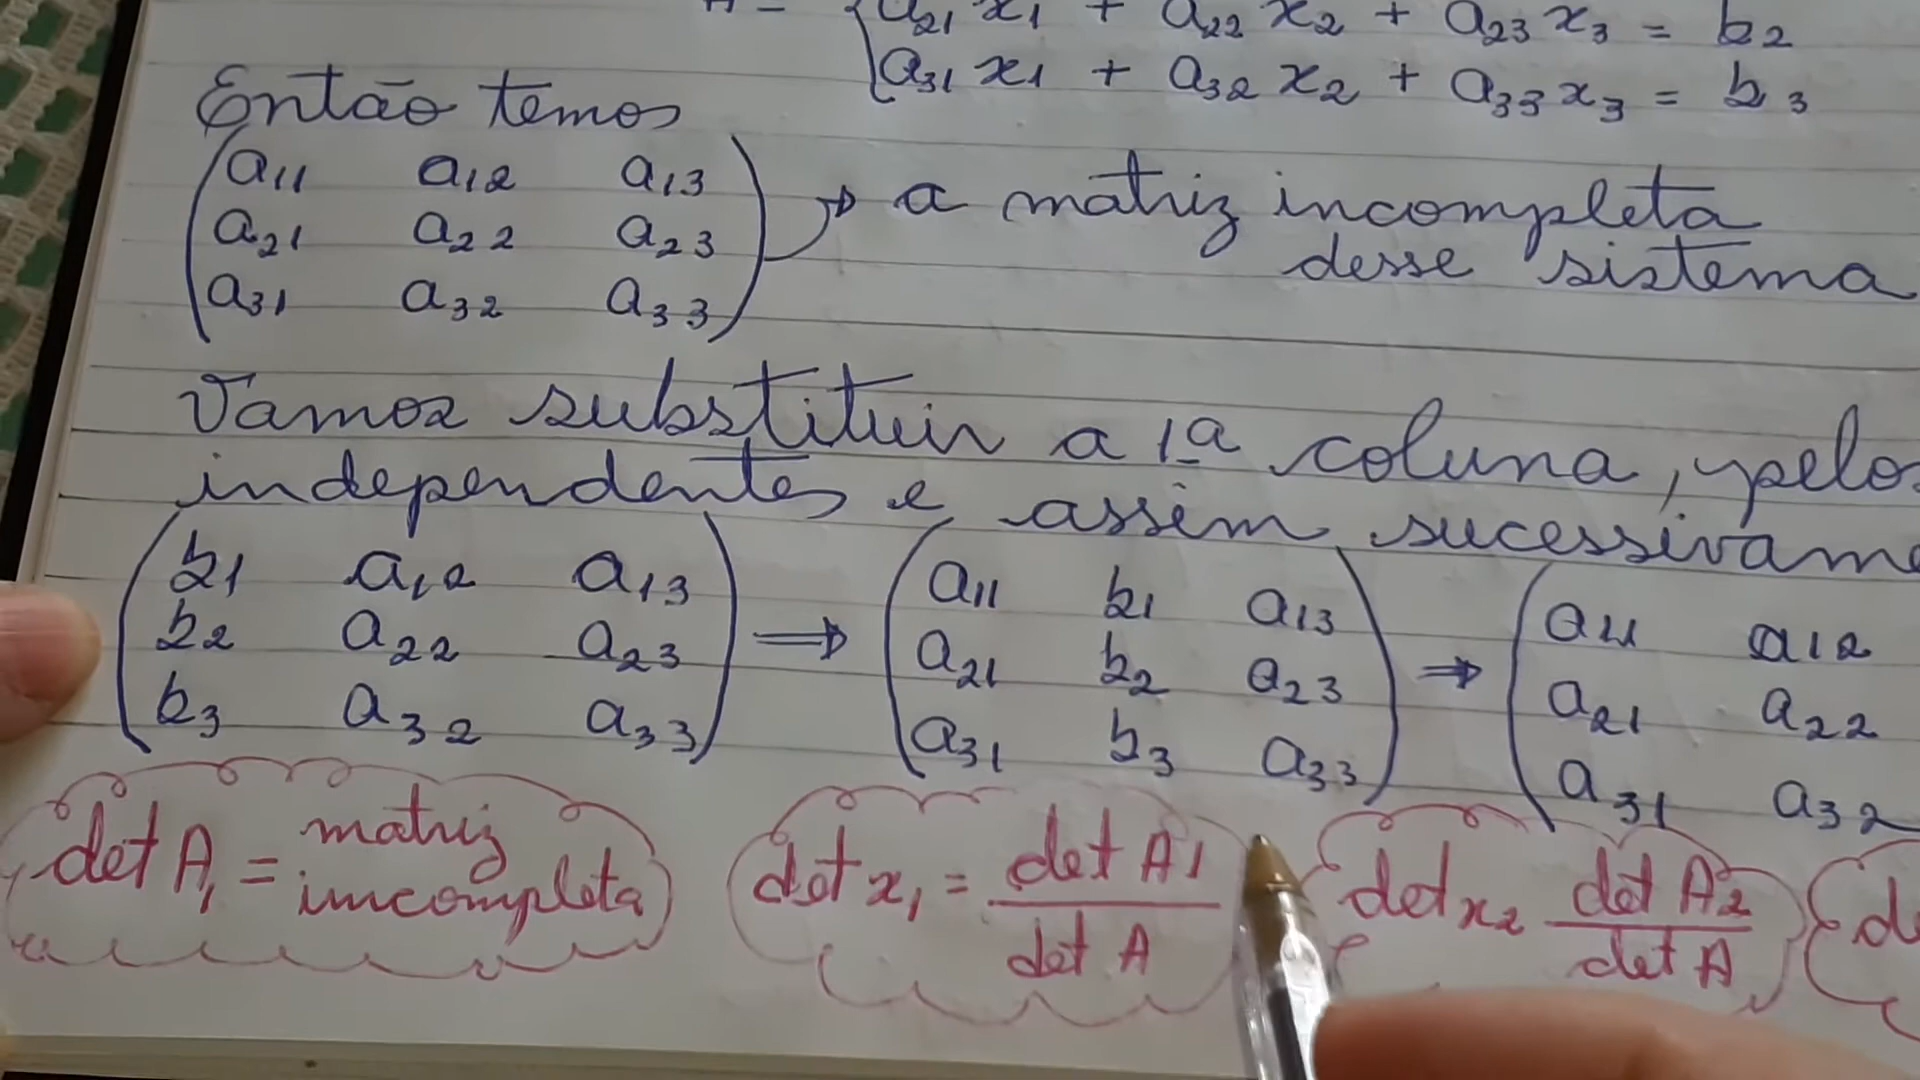 a21 x1 + a22 x2 + a23 x3 = b2
a31 x1 + a32 x2 + a33 x3 = b3
Então temos
a11 a12 a13
a21 a22 a23
a31 a32 a33
a matriz incompleta
desse sistema
Vamos substituir a 1ª coluna, pelos
independentes e assim sucessivame
b1 a12 a13 ⇒ a11 b1 a13 ⇒ a11 a12
b2 a22 a23 a21 b2 a23 a21 a22
b3 a32 a33 a31 b3 a33 a31 a32
det A1 = matriz
imcompleta
det x1 = det A1
det A
det x2 det A2
det A
d